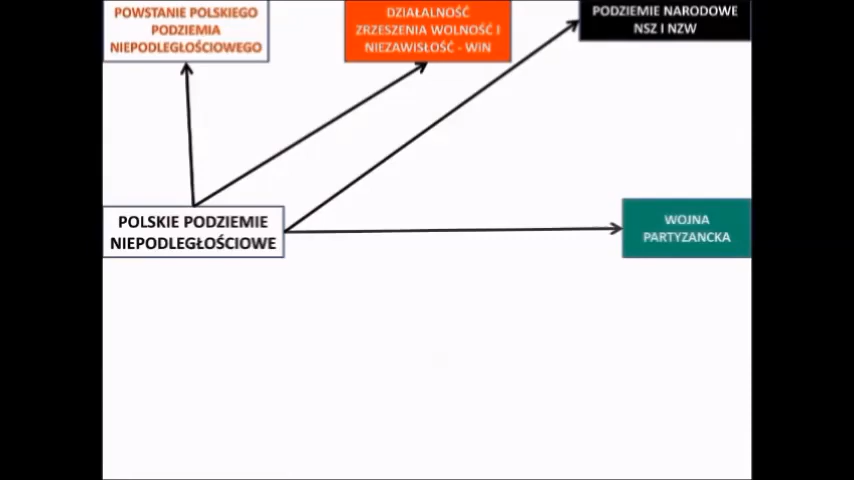 POWSTANIE POLSKIEGO
PODZIEMIA
NIEPODLEGŁOŚCIOWEGO
DZIAŁALNOŚĆ
ZRZESZENIA WOLNOŚĆ I
NIEZAWISŁOŚĆ - WiN
PODZIEMIE NARODOWE
NSZ I NZW
POLSKIE PODZIEMIE
NIEPODLEGŁOŚCIOWE
WOJNA
PARTYZANCKA